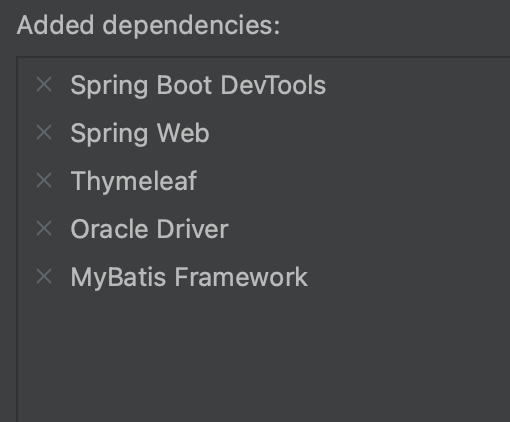 Added dependencies:
Spring Boot DevTools
Spring Web
Thymeleaf
Oracle Driver
MyBatis Framework